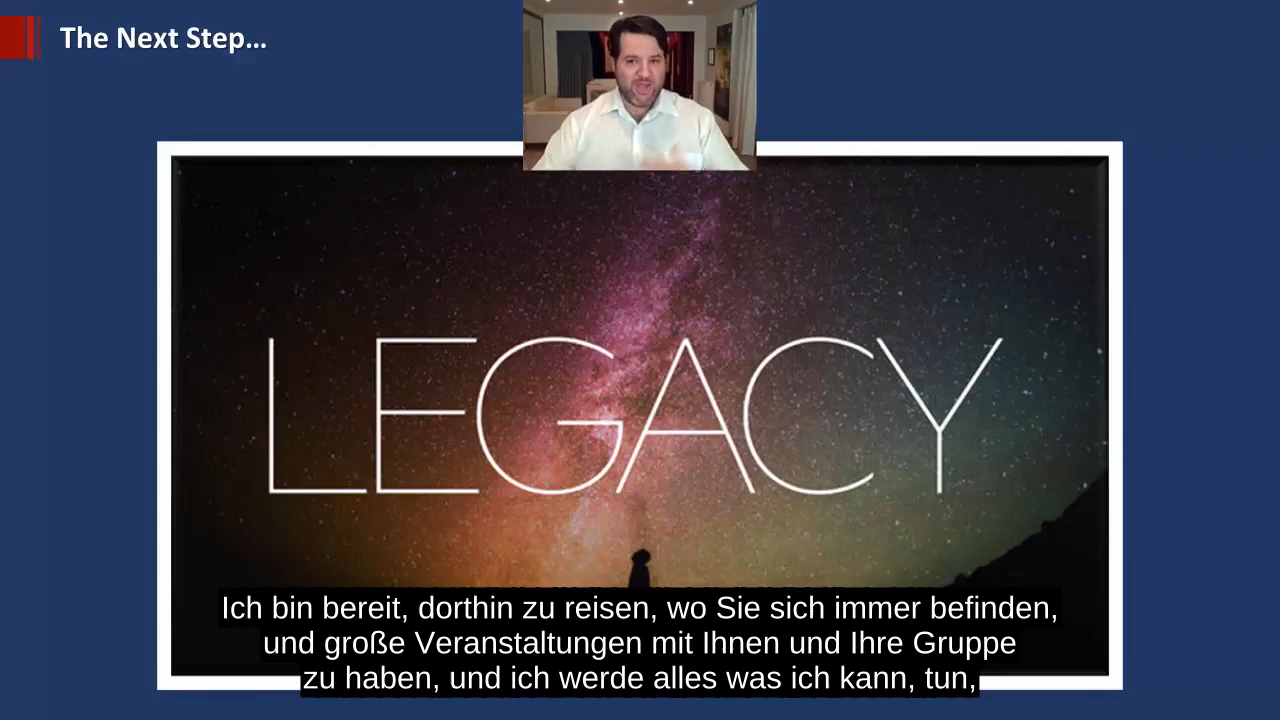 The Next Step...
LEGACY
Ich bin bereit, dorthin zu reisen, wo Sie sich immer befinden,
und große Veranstaltungen mit Ihnen und Ihre Gruppe
zu haben, und ich werde alles was ich kann, tun,